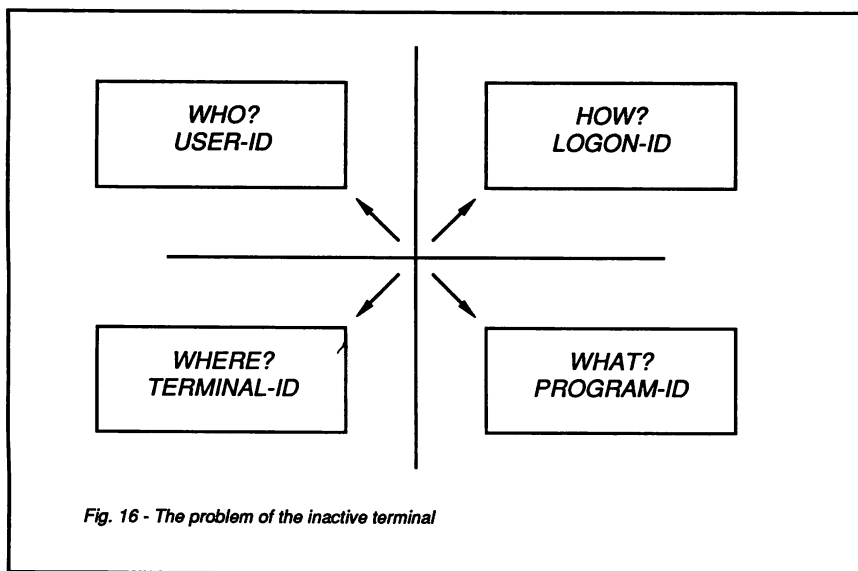 WHO?
USER-ID
HOW?
LOGON-ID
WHERE?
TERMINAL-ID
WHAT?
PROGRAM-ID
Fig. 16 - The problem of the inactive terminal